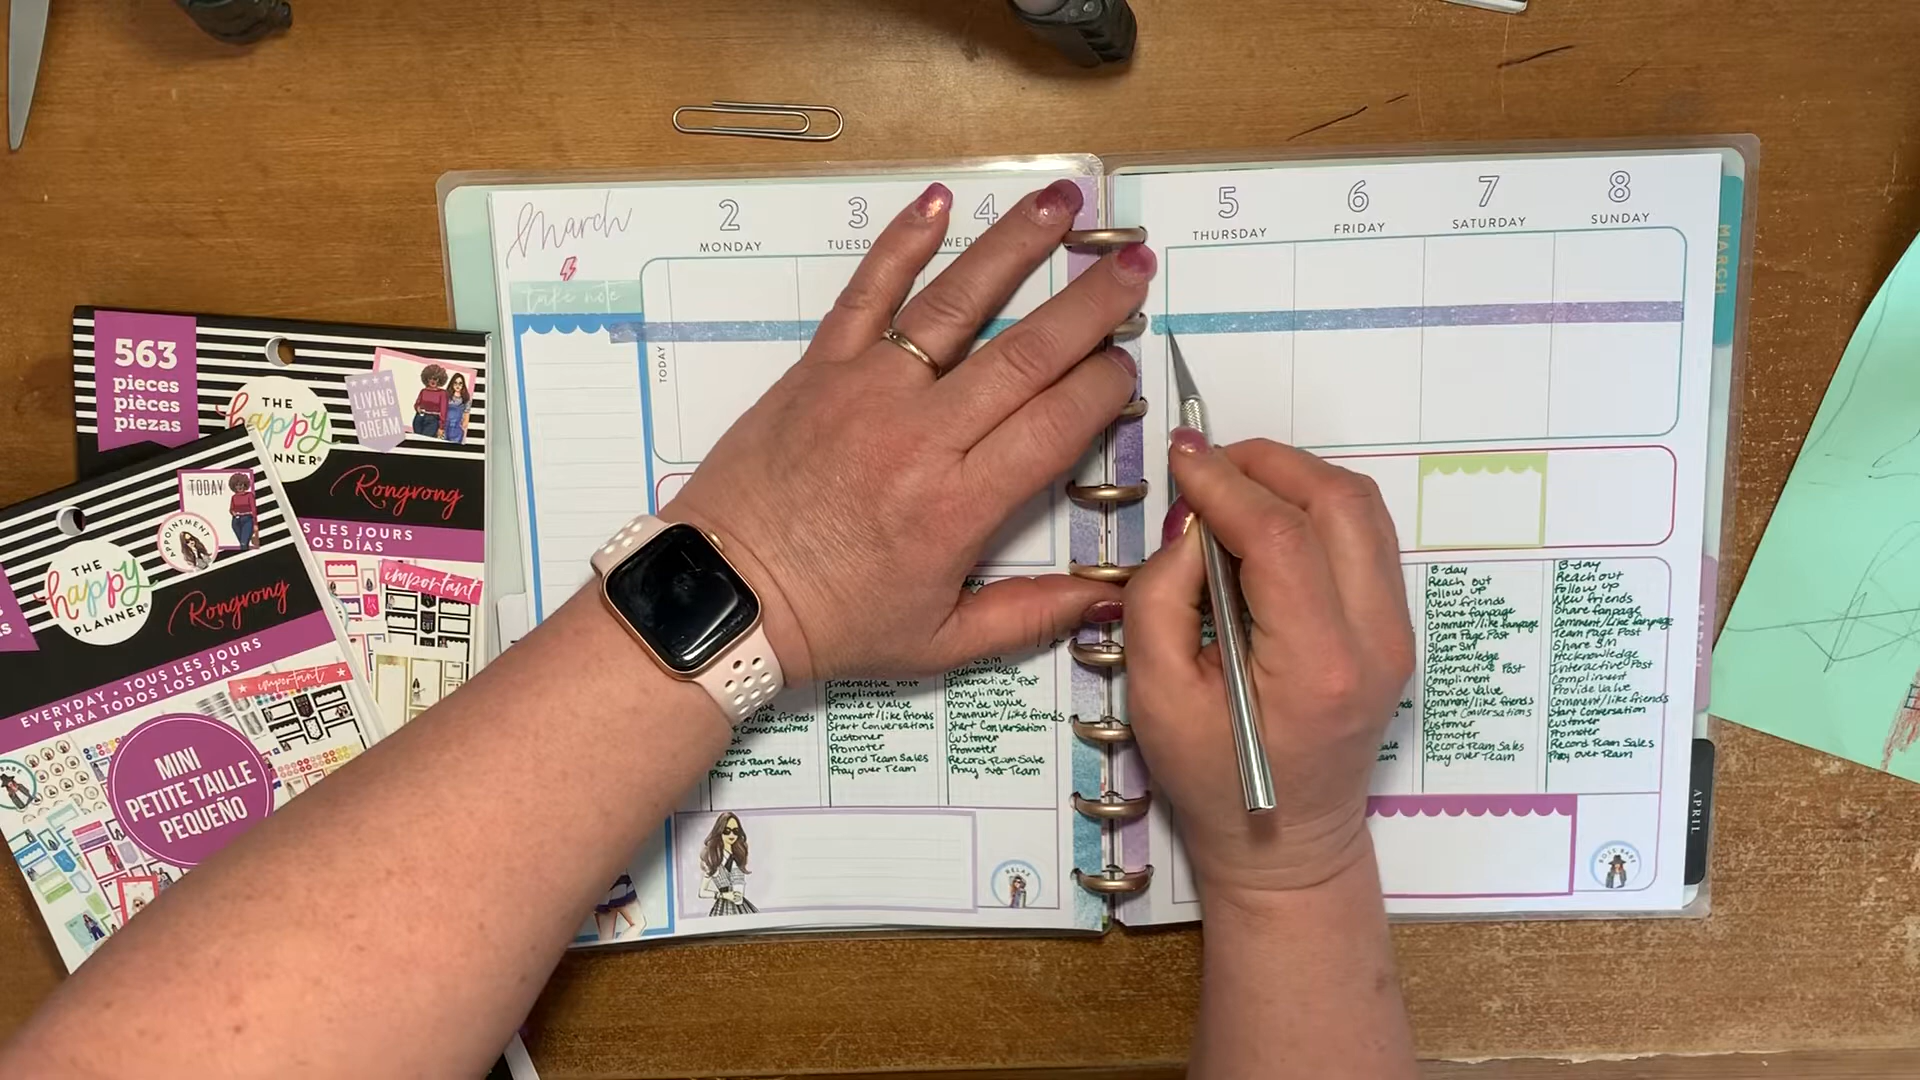 March
take note
2
MONDAY
3
4
TODAY
5
THURSDAY
6
FRIDAY
7
SATURDAY
8
SUNDAY
MARCH
APRIL
563
pieces
pièces
piezas
THE
happy
LIVING
THE
DREAM
Rongrong
important
TODAY
APPOINTMENT
THE
happy
PLANNER
Rongrong
EVERYDAY • TOUS LES JOURS
PARA TODOS LOS DÍAS
important
MINI
PETITE TAILLE
PEQUEÑO
Record Team Sales
Pray over Team
Interactive Post
Compliment
Provide Value
Comment/like friends
Start Conversations
Customer
Promoter
Record Team Sales
Pray over Team
Interactive Post
Compliment
Provide Value
Comment/like friends
Start Conversation
Customer
Promoter
Record Team Sales
Pray over Team
B-day
Reach out
Follow up
New friends
Share fanpage
Comment/like fanpage
Team Page Post
Shar SM
Acknowledge
Interactive Post
Compliment
Provide Value
Comment/like friends
Start Conversations
Customer
Promoter
Record Team Sales
Pray over Team
B-day
Reach out
Follow up
New friends
Share fanpage
Comment/like fanpage
Team Page Post
Share SM
Acknowledge
Interactive Post
Compliment
Provide Value
Comment/like friends
Start Conversation
Customer
Promoter
Record Team Sales
Pray over Team
RELAX
BOSS BABE